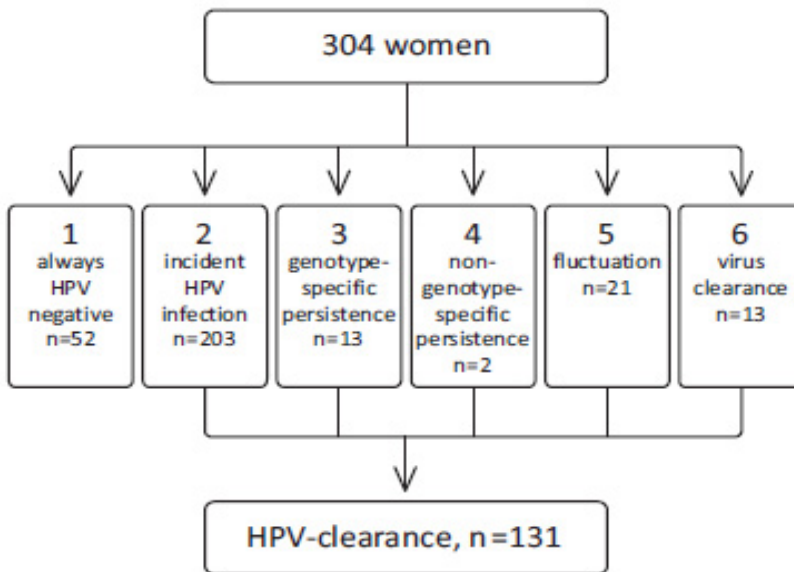 304 women
1
always
HPV
negative
n=52
2
incident
HPV
infection
n=203
3
genotype-
specific
persistence
n=13
4
non-
genotype-
specific
persistence
n=2
5
fluctuation
n=21
6
virus
clearance
n=13
HPV-clearance, n=131